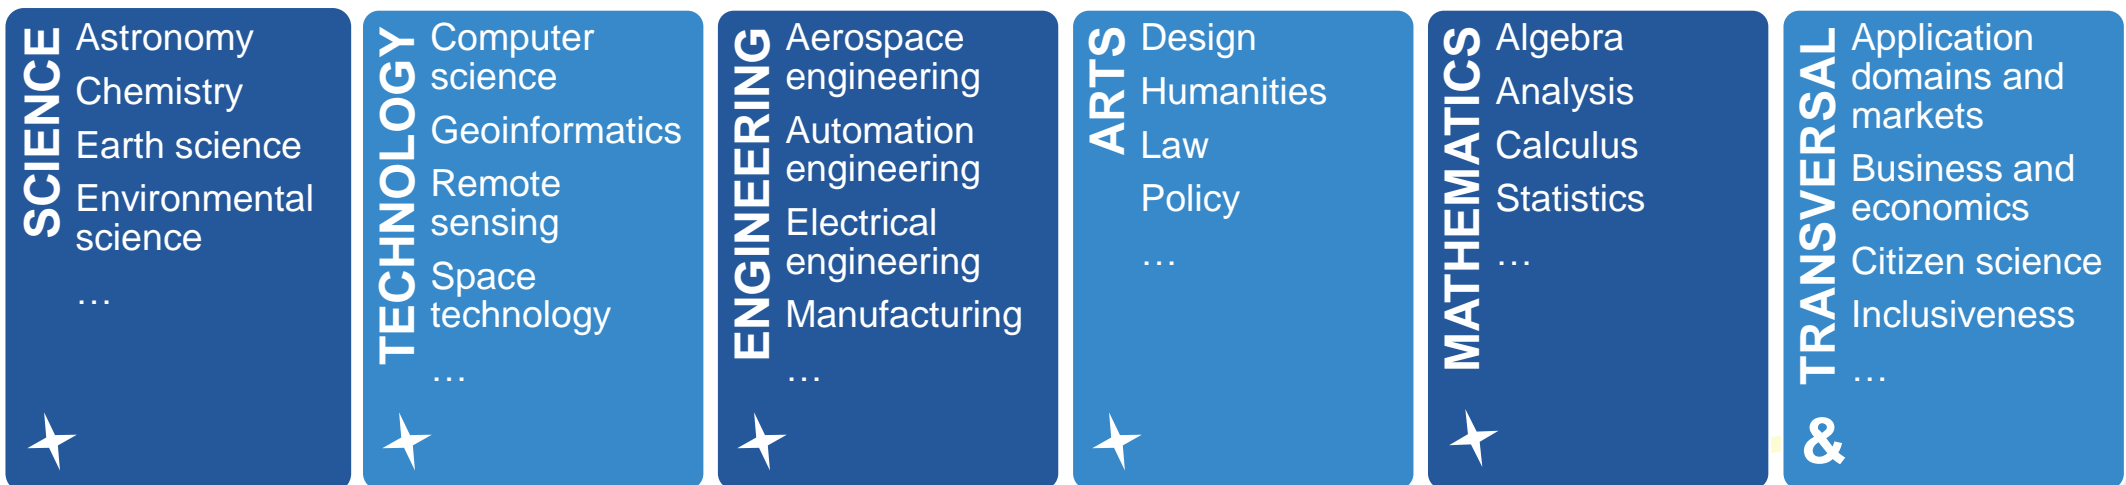 SCIENCE
Astronomy
Chemistry
Earth science
Environmental
science
…
TECHNOLOGY
Computer
science
Geoinformatics
Remote
sensing
Space
technology
…
ENGINEERING
Aerospace
engineering
Automation
engineering
Electrical
engineering
Manufacturing
…
ARTS
Design
Humanities
Law
Policy
…
MATHEMATICS
Algebra
Analysis
Calculus
Statistics
…
& TRANSVERSAL
Application
domains and
markets
Business and
economics
Citizen science
Inclusiveness
…